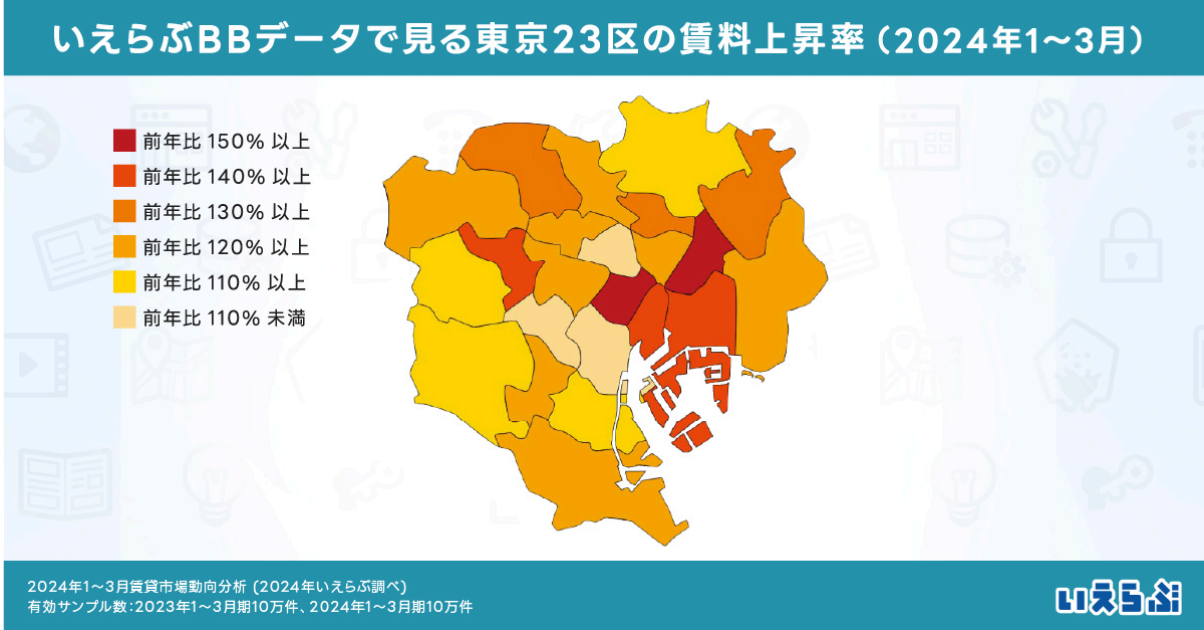 いえらぶBBデータで見る東京23区の賃料上昇率（2024年1～3月）
前年比 150% 以上
前年比 140% 以上
前年比 130% 以上
前年比 120% 以上
前年比 110% 以上
前年比 110% 未満
2024年1～3月賃貸市場動向分析 (2024年いえらぶ調べ)
有効サンプル数：2023年1～3月期10万件、2024年1～3月期10万件
いえらぶ